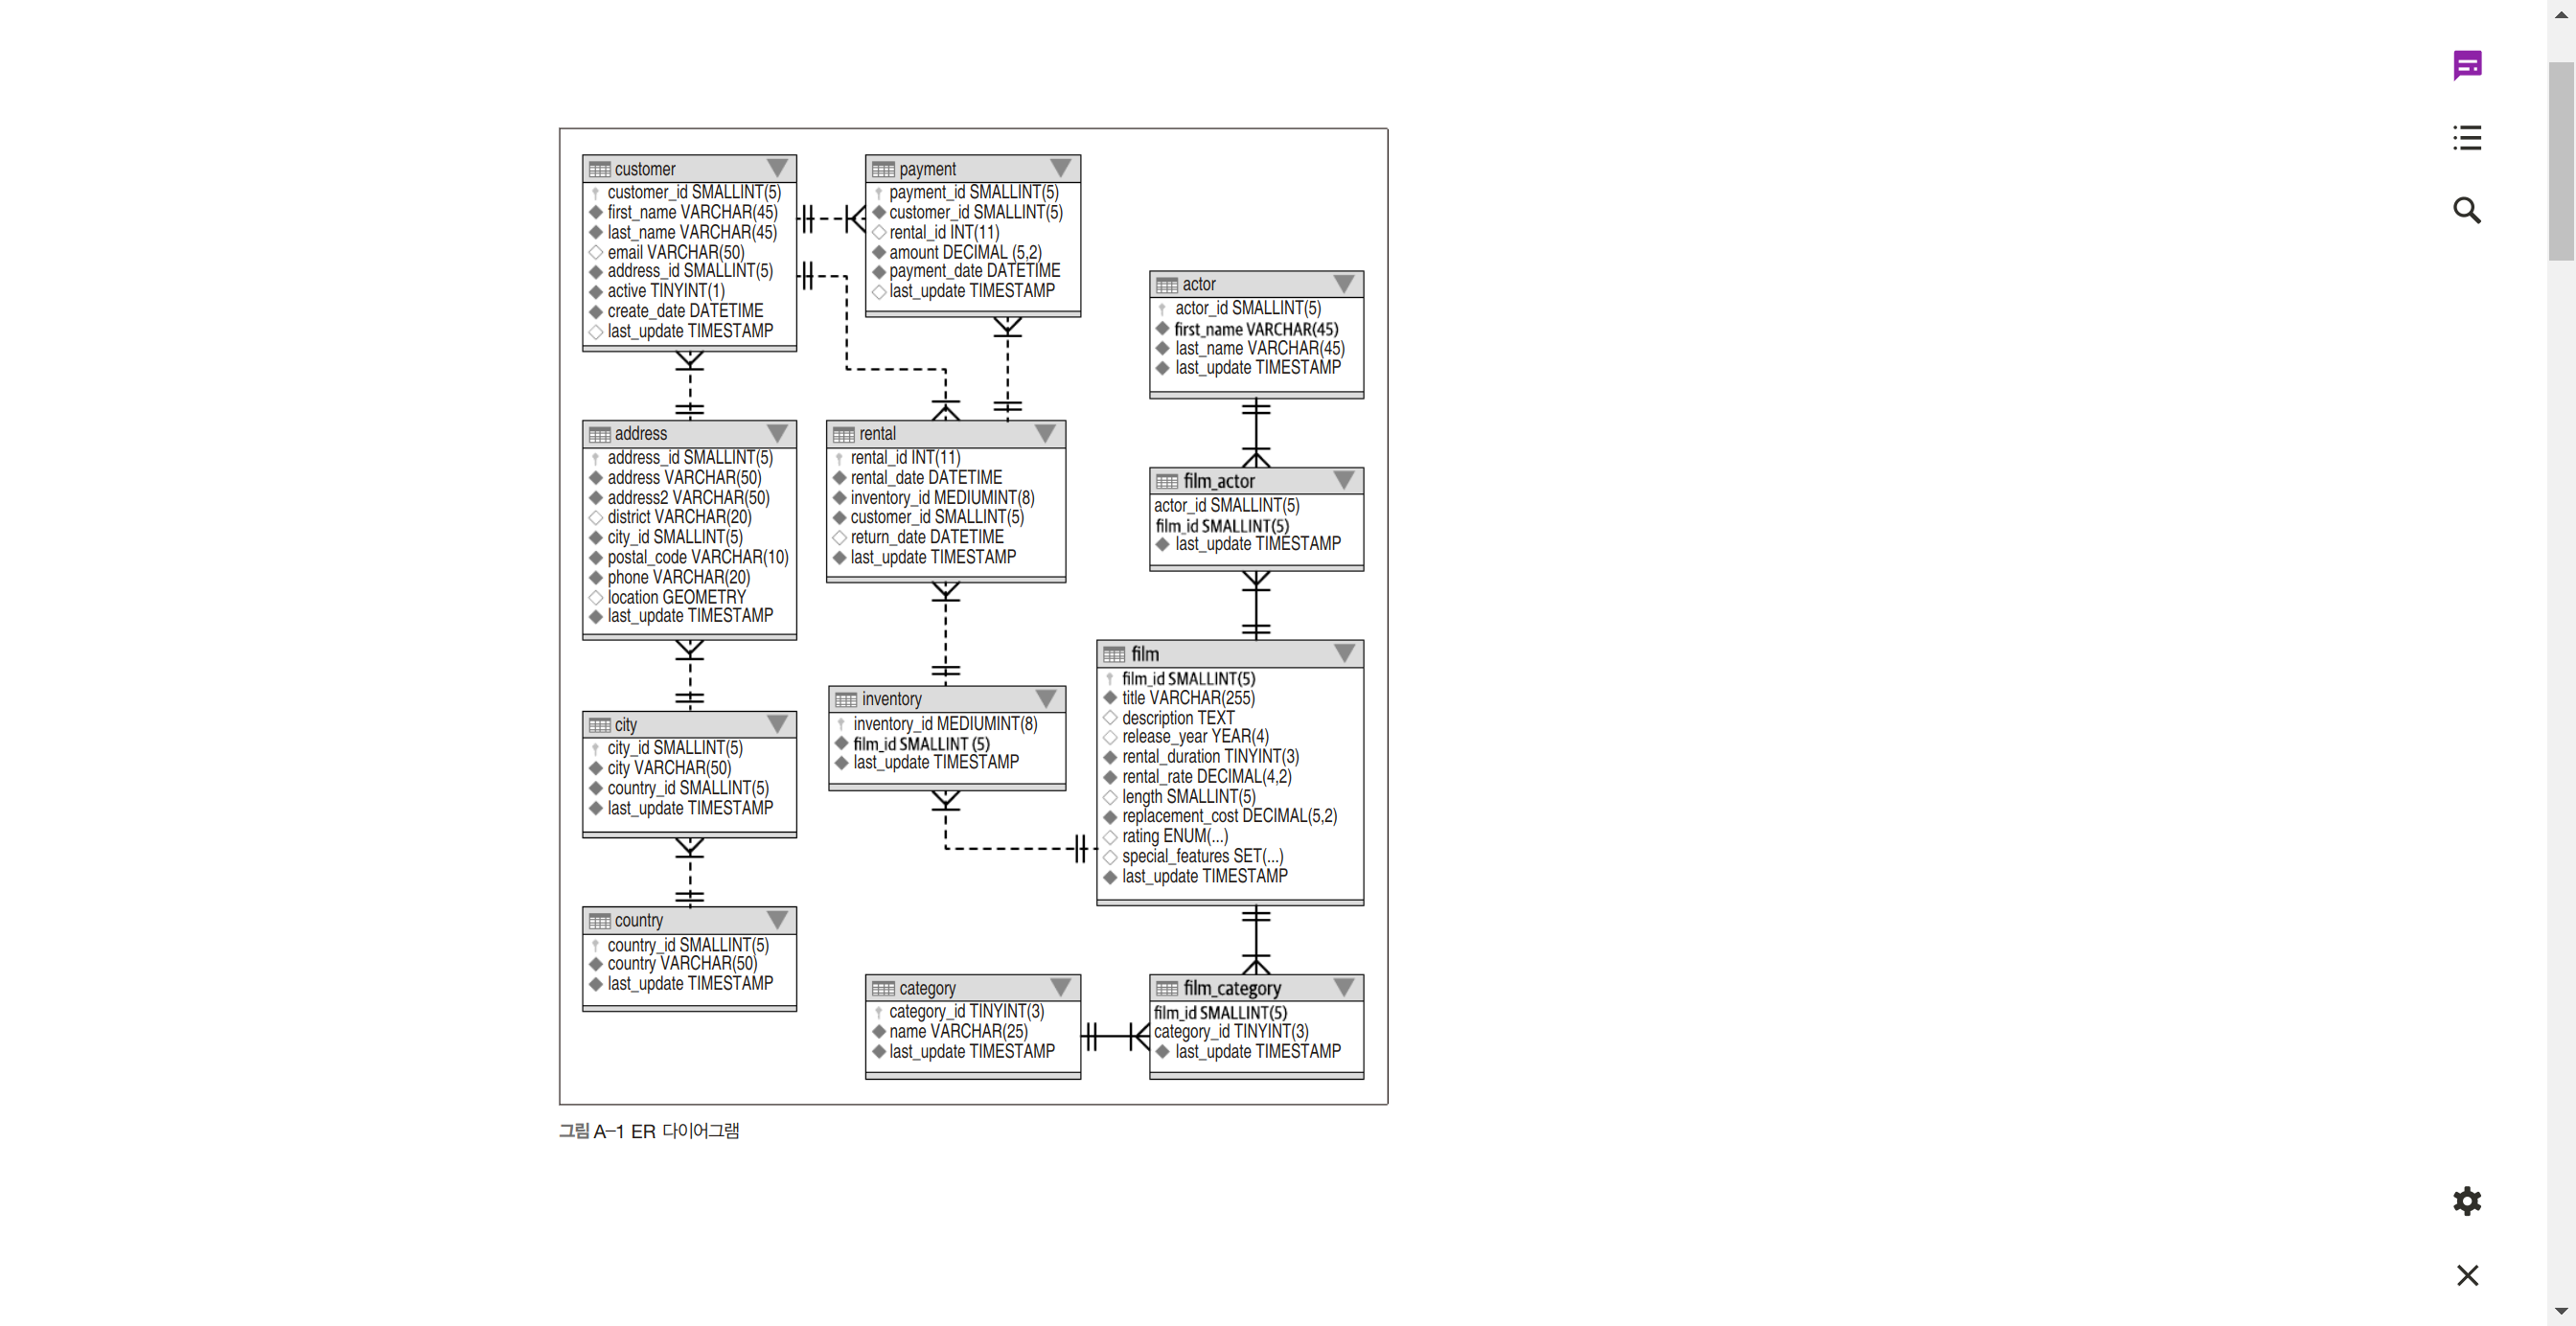 customer
customer_id SMALLINT(5)
first_name VARCHAR(45)
last_name VARCHAR(45)
email VARCHAR(50)
address_id SMALLINT(5)
active TINYINT(1)
create_date DATETIME
last_update TIMESTAMP
payment
payment_id SMALLINT(5)
customer_id SMALLINT(5)
rental_id INT(11)
amount DECIMAL (5,2)
payment_date DATETIME
last_update TIMESTAMP
actor
actor_id SMALLINT(5)
first_name VARCHAR(45)
last_name VARCHAR(45)
last_update TIMESTAMP
address
address_id SMALLINT(5)
address VARCHAR(50)
address2 VARCHAR(50)
district VARCHAR(20)
city_id SMALLINT(5)
postal_code VARCHAR(10)
phone VARCHAR(20)
location GEOMETRY
last_update TIMESTAMP
rental
rental_id INT(11)
rental_date DATETIME
inventory_id MEDIUMINT(8)
customer_id SMALLINT(5)
return_date DATETIME
last_update TIMESTAMP
film_actor
actor_id SMALLINT(5)
film_id SMALLINT(5)
last_update TIMESTAMP
film
film_id SMALLINT(5)
title VARCHAR(255)
description TEXT
release_year YEAR(4)
rental_duration TINYINT(3)
rental_rate DECIMAL(4,2)
length SMALLINT(5)
replacement_cost DECIMAL(5,2)
rating ENUM(...)
special_features SET(...)
last_update TIMESTAMP
inventory
inventory_id MEDIUMINT(8)
film_id SMALLINT (5)
last_update TIMESTAMP
city
city_id SMALLINT(5)
city VARCHAR(50)
country_id SMALLINT(5)
last_update TIMESTAMP
country
country_id SMALLINT(5)
country VARCHAR(50)
last_update TIMESTAMP
category
category_id TINYINT(3)
name VARCHAR(25)
last_update TIMESTAMP
film_category
film_id SMALLINT(5)
category_id TINYINT(3)
last_update TIMESTAMP
그림 A–1 ER 다이어그램